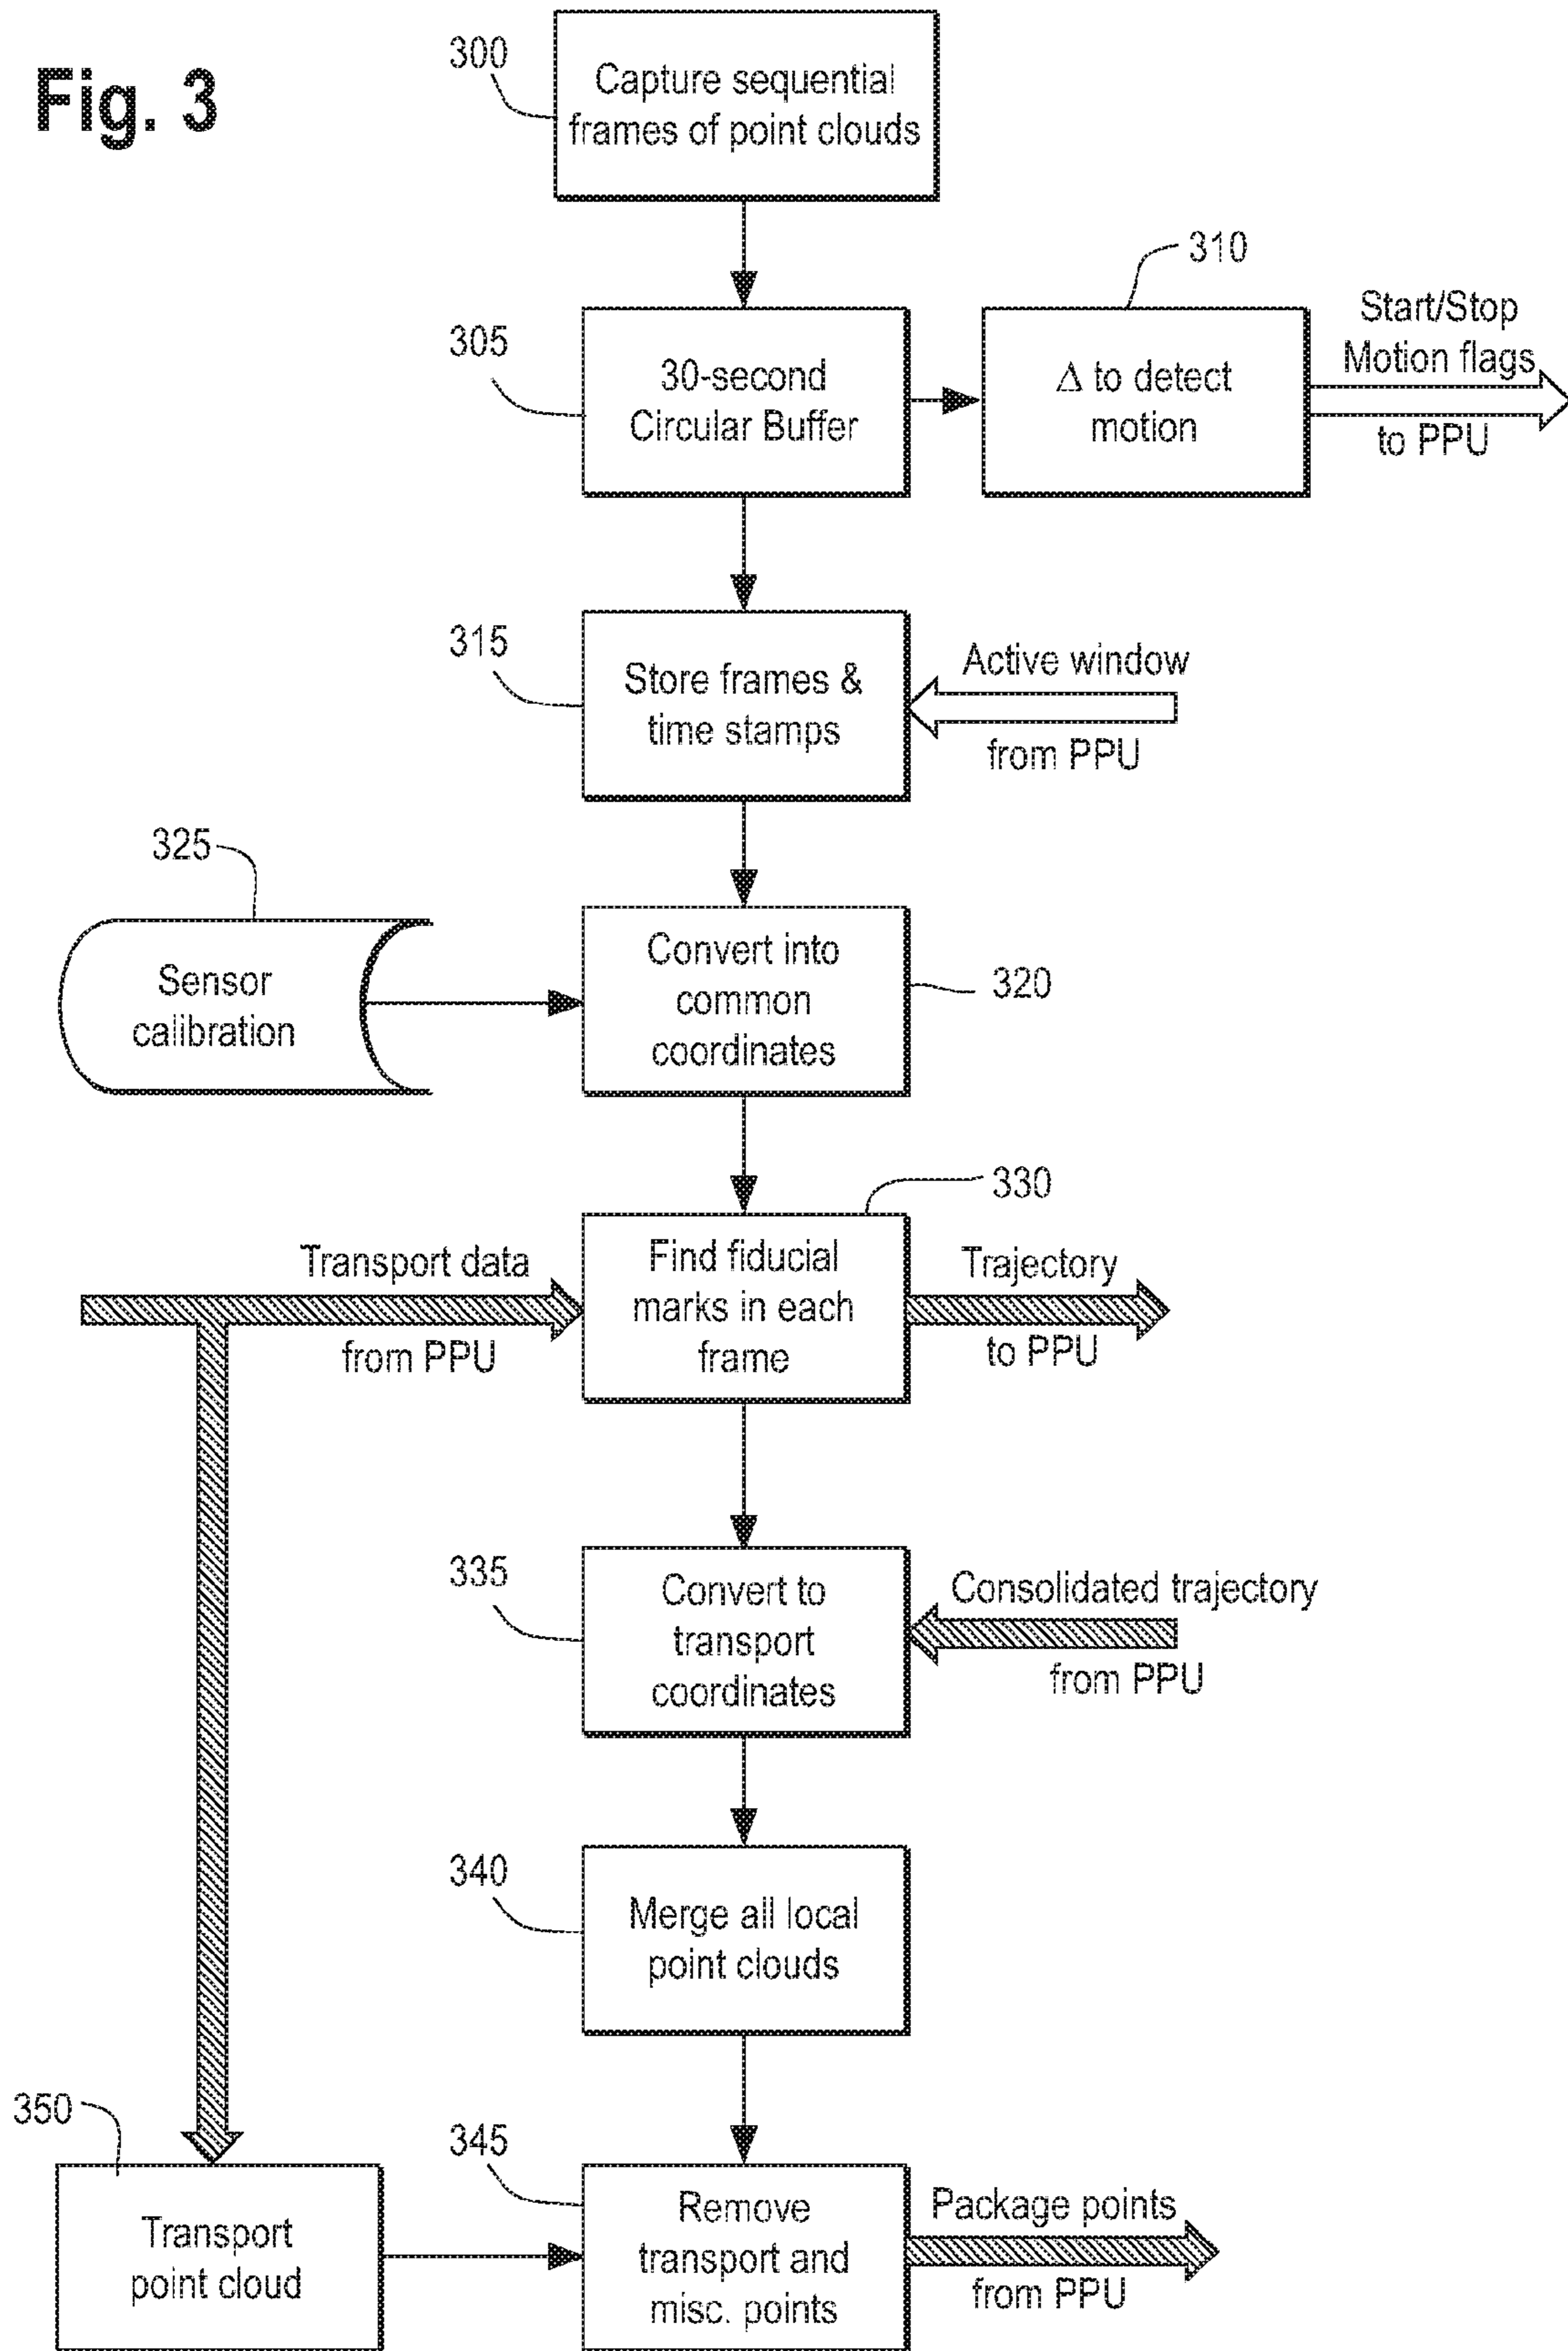 Fig. 3
300
Capture sequential
frames of point clouds
310
305
30-second
Circular Buffer
Δ to detect
motion
Start/Stop
Motion flags
to PPU
315
Store frames &
time stamps
Active window
from PPU
325
Sensor
calibration
Convert into
common
coordinates
320
330
Transport data
from PPU
Find fiducial
marks in each
frame
Trajectory
to PPU
335
Convert to
transport
coordinates
Consolidated trajectory
from PPU
340
Merge all local
point clouds
350
Transport
point cloud
345
Remove
transport and
misc. points
Package points
from PPU